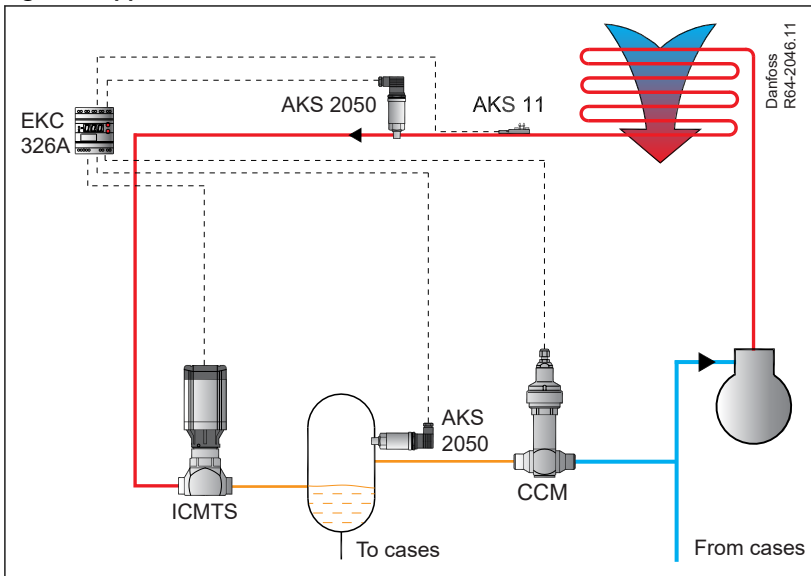 Danfoss
R64-2046.11
AKS 2050
AKS 11
EKC
326A
AKS
2050
ICMTS
CCM
To cases
From cases